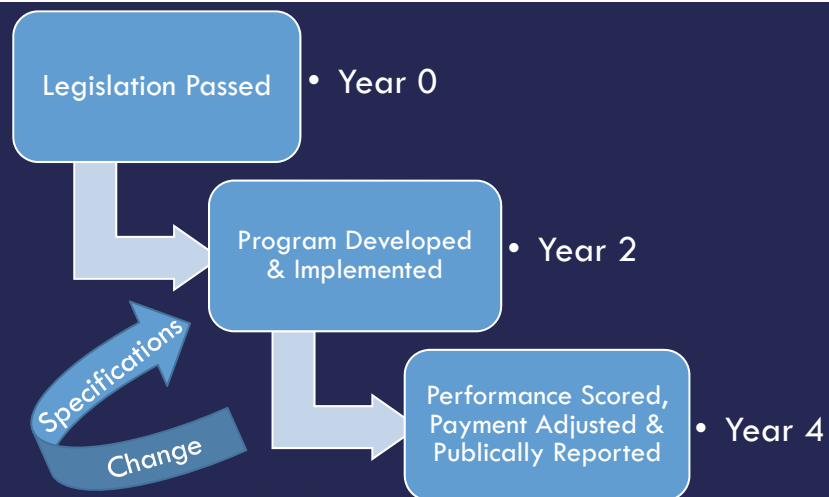 Legislation Passed
• Year 0
Program Developed
& Implemented
• Year 2
Specifications
Change
Performance Scored,
Payment Adjusted &
Publically Reported
• Year 4